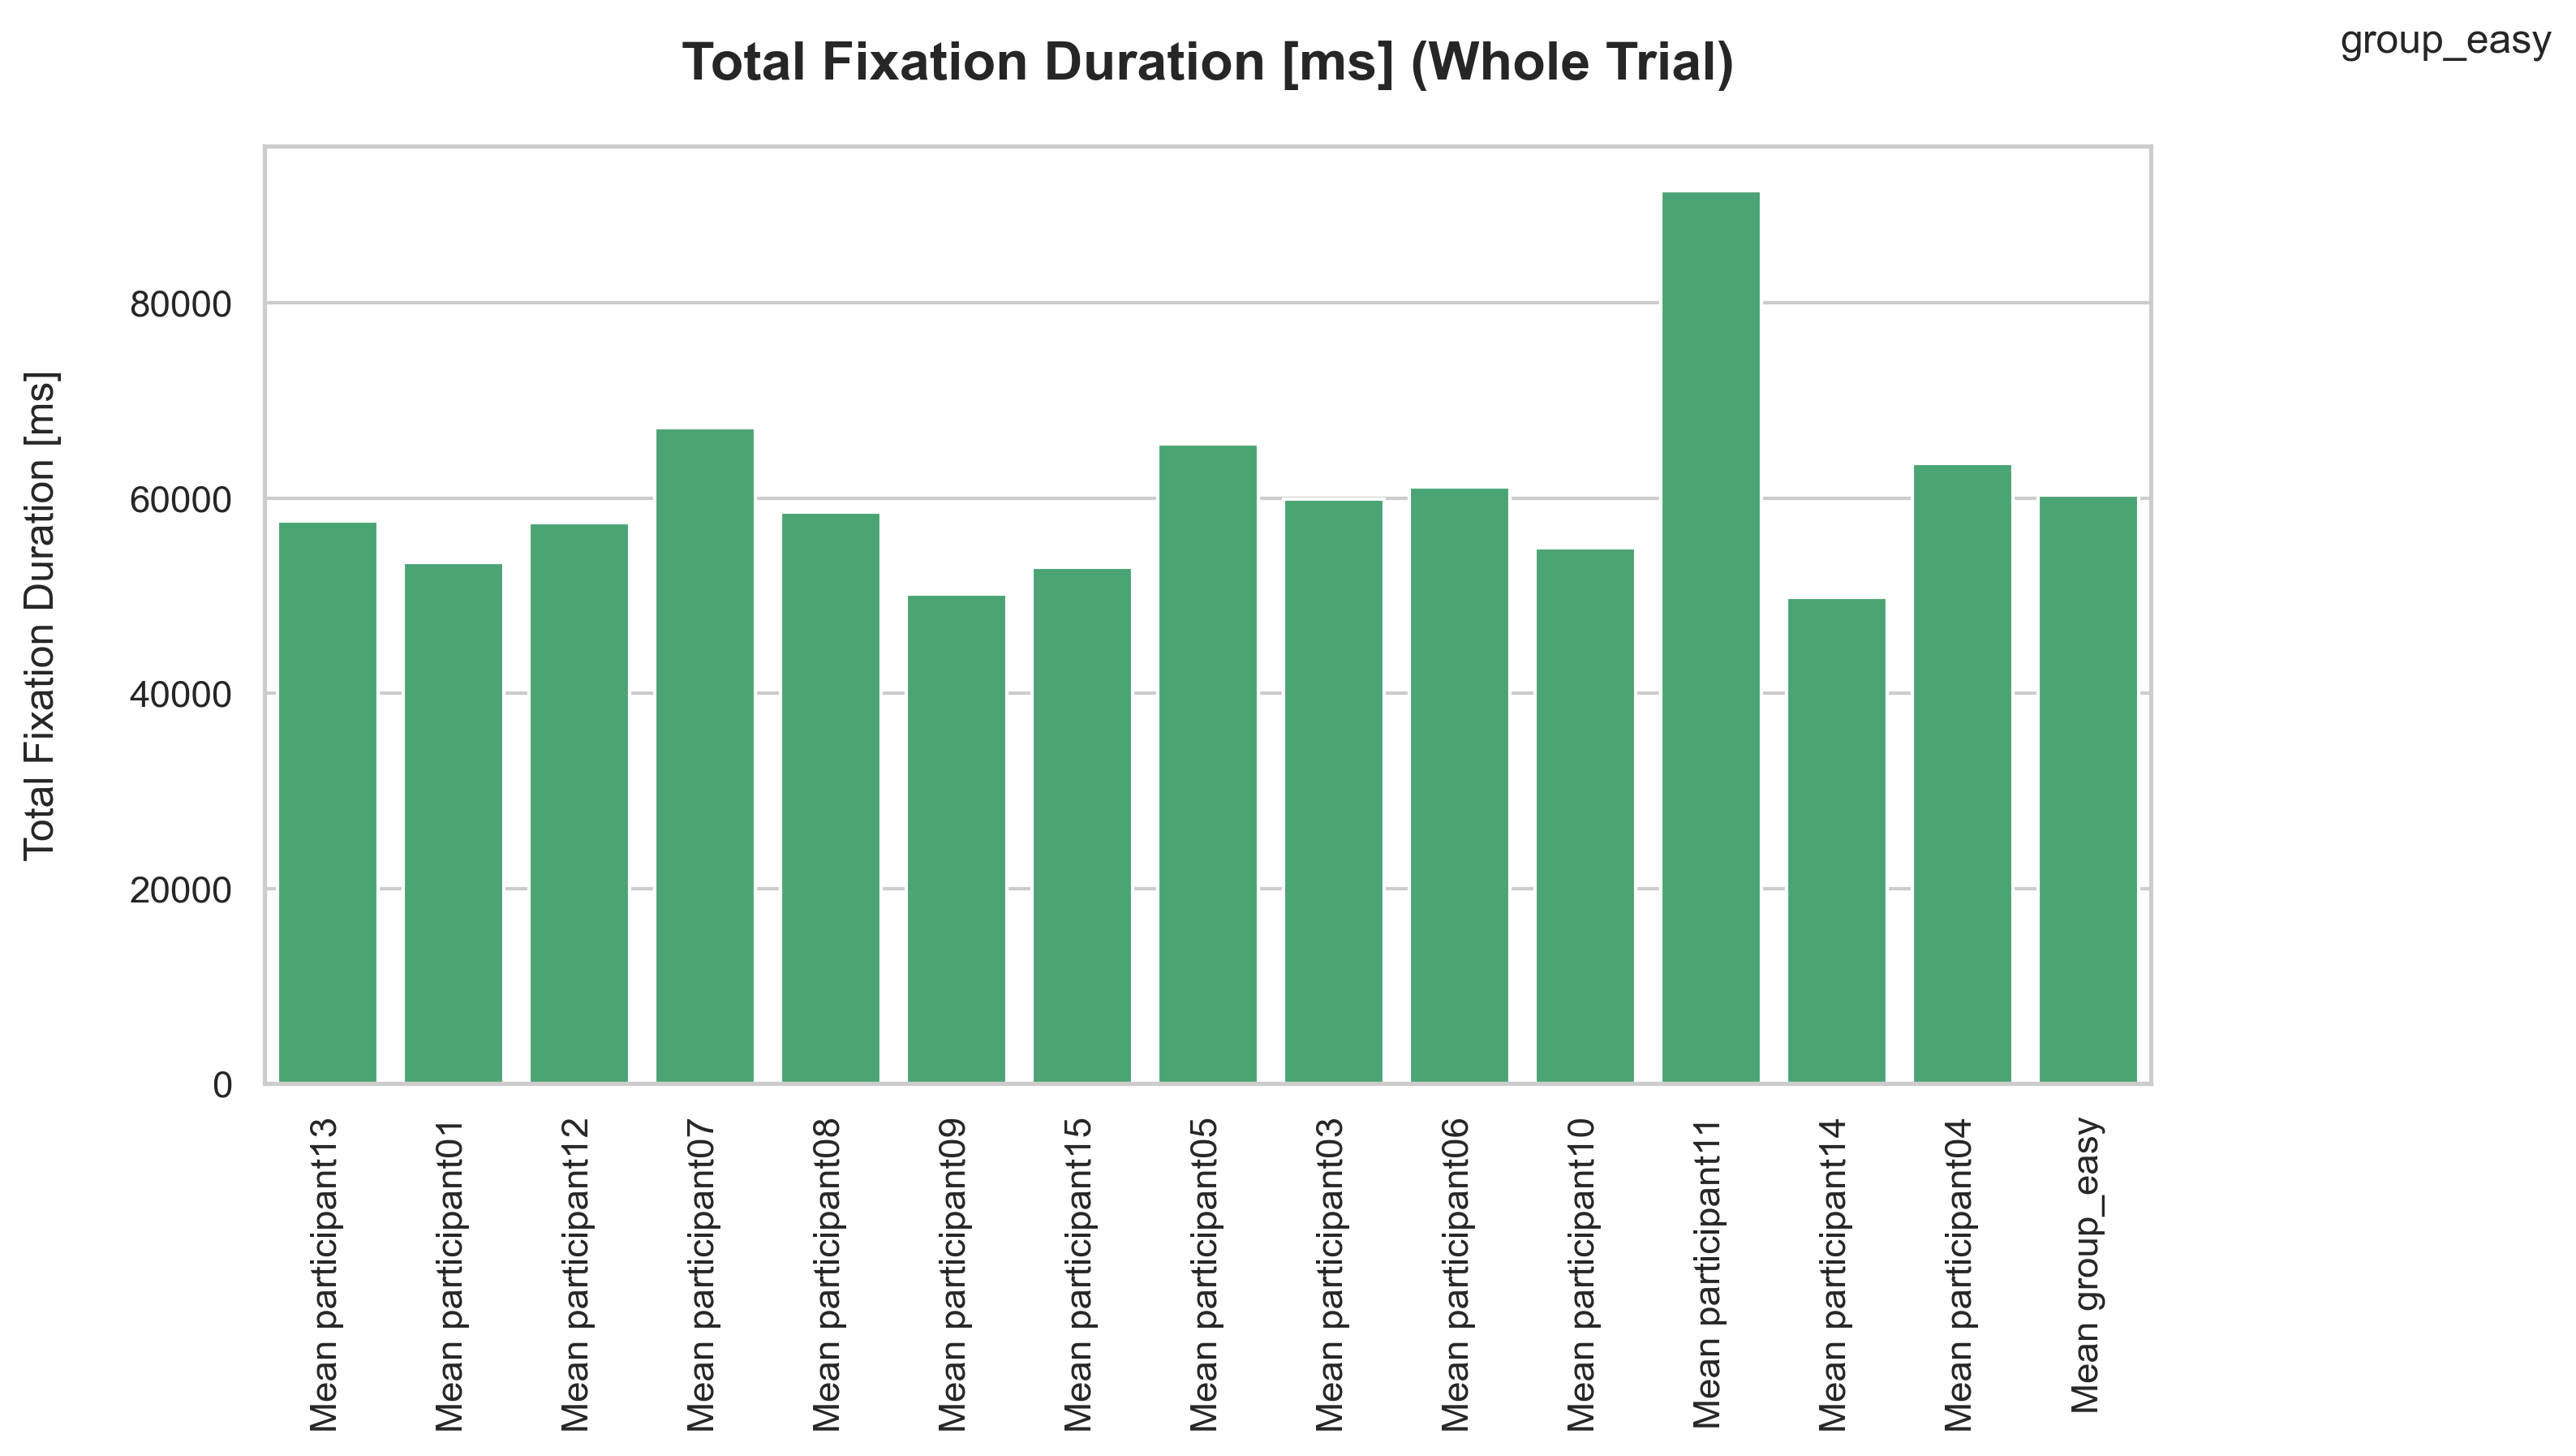 group_easy
Total Fixation Duration [ms] (Whole Trial)
Total Fixation Duration [ms]
80000
60000
40000
20000
0
Mean participant13
Mean participant01
Mean participant12
Mean participant07
Mean participant08
Mean participant09
Mean participant15
Mean participant05
Mean participant03
Mean participant06
Mean participant10
Mean participant11
Mean participant14
Mean participant04
Mean group_easy